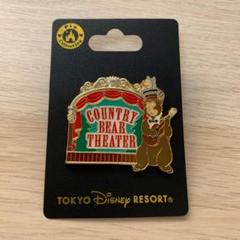 COUNTRY
BEAR
THEATER
TOKYO Disney RESORT®